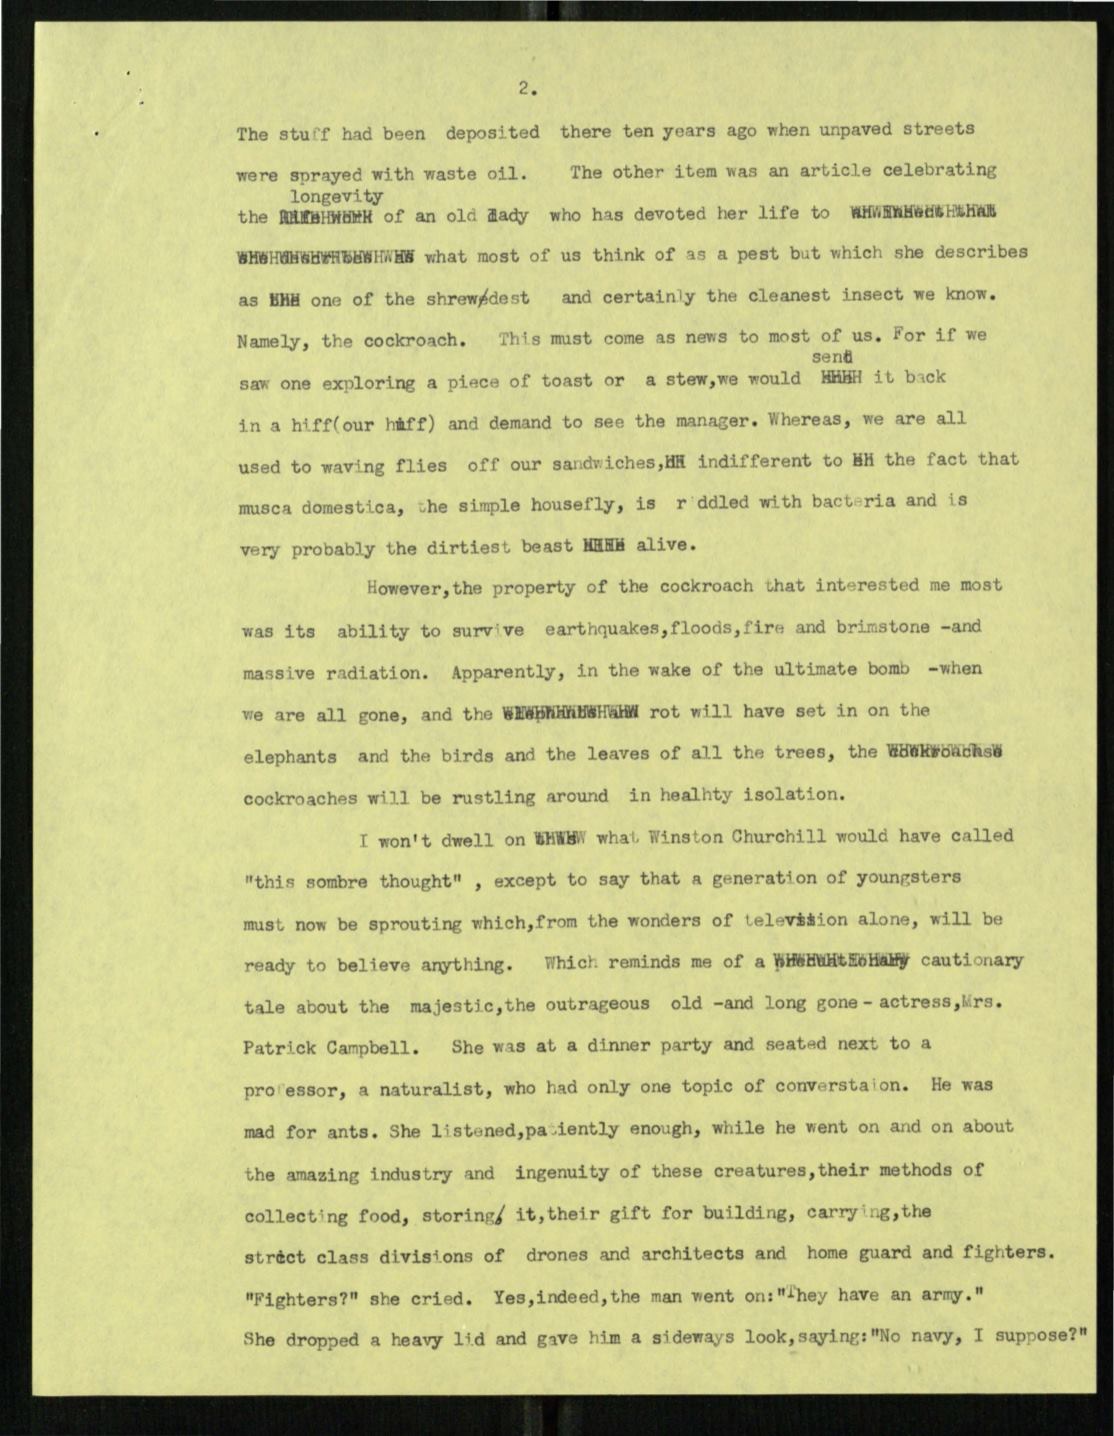 2.
The stuff had been deposited there ten years ago when unpaved streets
were sprayed with waste oil. The other item was an article celebrating
longevity
the of an old lady who has devoted her life to
what most of us think of as a pest but which she describes
as one of the shrewdest and certainly the cleanest insect we know.
Namely, the cockroach. This must come as news to most of us. For if we
send
saw one exploring a piece of toast or a stew,we would it back
in a hiff(our huff) and demand to see the manager. Whereas, we are all
used to waving flies off our sandwiches, indifferent to the fact that
musca domestica, the simple housefly, is riddled with bacteria and is
very probably the dirtiest beast alive.
However,the property of the cockroach that interested me most
was its ability to survive earthquakes,floods,fire and brimstone -and
massive radiation. Apparently, in the wake of the ultimate bomb -when
we are all gone, and the rot will have set in on the
elephants and the birds and the leaves of all the trees, the
cockroaches will be rustling around in healhty isolation.
I won't dwell on what Winston Churchill would have called
"this sombre thought" , except to say that a generation of youngsters
must now be sprouting which,from the wonders of television alone, will be
ready to believe anything. Which reminds me of a cautionary
tale about the majestic,the outrageous old -and long gone - actress,Mrs.
Patrick Campbell. She was at a dinner party and seated next to a
professor, a naturalist, who had only one topic of converstaion. He was
mad for ants. She listened,patiently enough, while he went on and on about
the amazing industry and ingenuity of these creatures,their methods of
collecting food, storing it,their gift for building, carrying,the
strict class divisions of drones and architects and home guard and fighters.
"Fighters?" she cried. Yes,indeed,the man went on:"They have an army."
She dropped a heavy lid and gave him a sideways look,saying:"No navy, I suppose?"